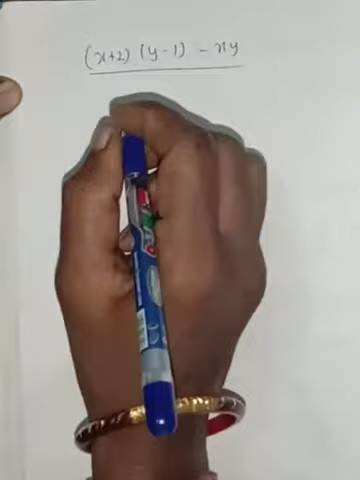 (x+2) (y-1) - xy